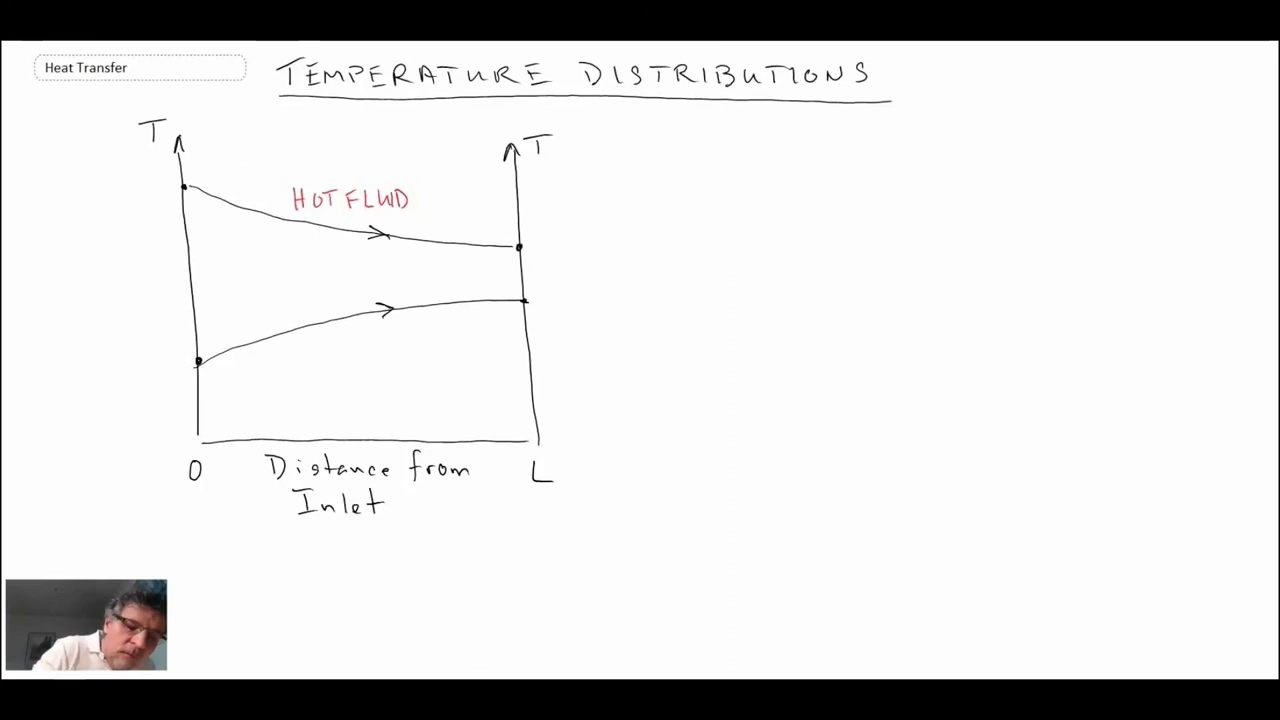 Heat Transfer
TEMPERATURE DISTRIBUTIONS
T
T
HOT FLUID
0
Distance from
L
Inlet